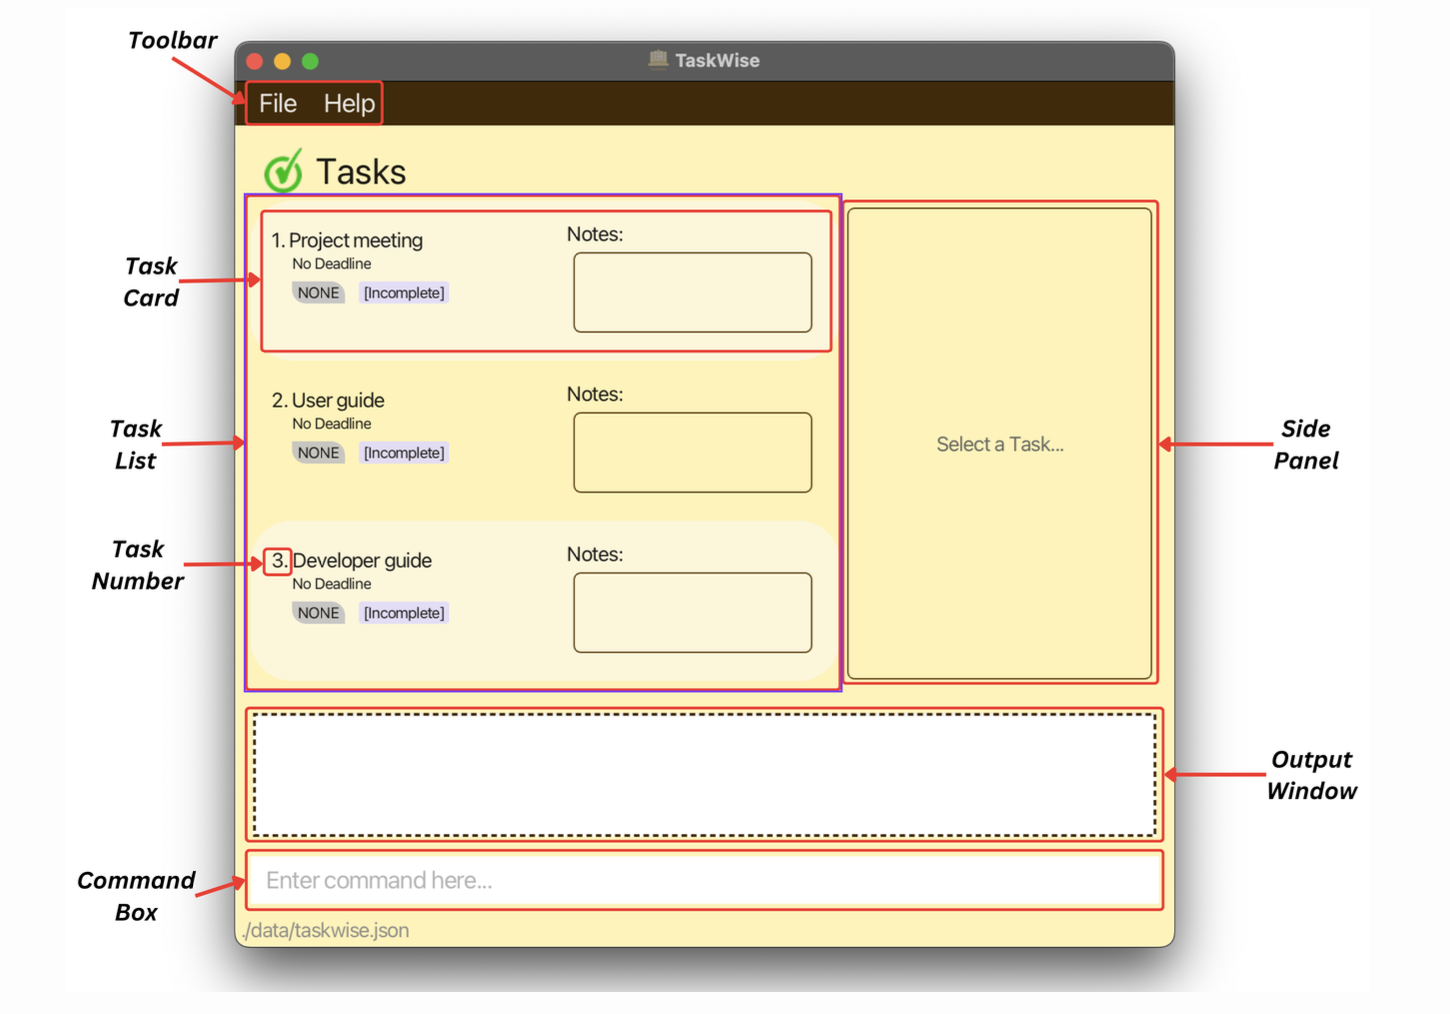 Toolbar
TaskWise
File Help
Tasks
1. Project meeting
No Deadline
NONE [Incomplete]
Notes:
Task
Card
2. User guide
No Deadline
NONE [Incomplete]
Notes:
Task
List
3. Developer guide
No Deadline
NONE [Incomplete]
Notes:
Task
Number
Select a Task...
Side
Panel
Output
Window
Command
Box
Enter command here...
./data/taskwise.json